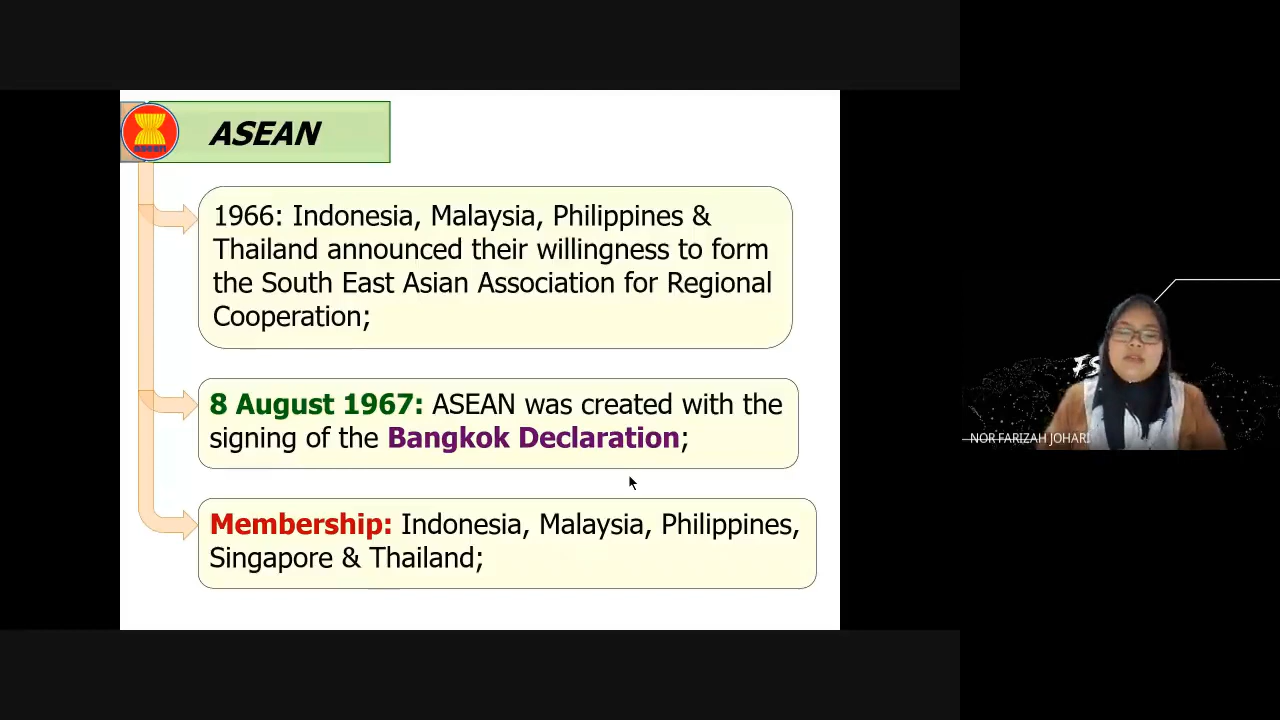 asean
ASEAN
1966: Indonesia, Malaysia, Philippines &
Thailand announced their willingness to form
the South East Asian Association for Regional
Cooperation;
8 August 1967: ASEAN was created with the
signing of the Bangkok Declaration;
Membership: Indonesia, Malaysia, Philippines,
Singapore & Thailand;
NOR FARIZAH JOHARI